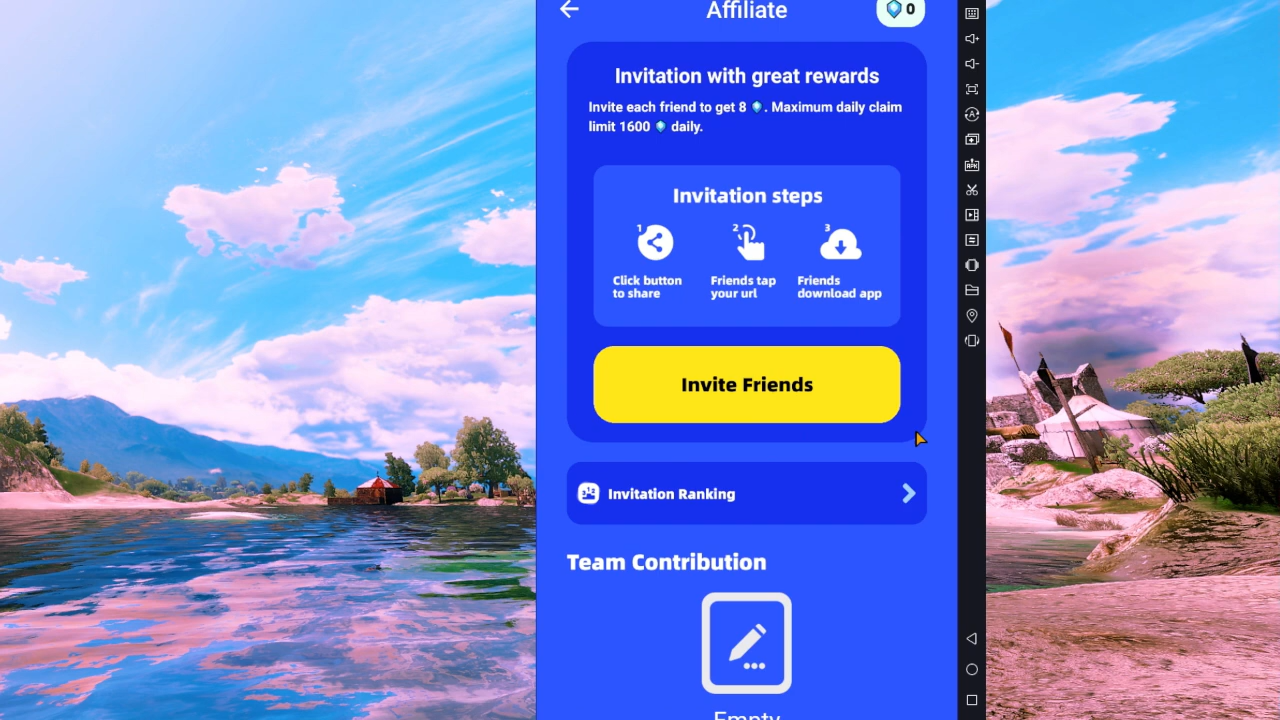 Affiliate
0
Invitation with great rewards
Invite each friend to get 8 . Maximum daily claim
limit 1600 daily.
Invitation steps
1
2
3
Click button
to share
Friends tap
your url
Friends
download app
Invite Friends
Invitation Ranking
Team Contribution
Empty
A
APK